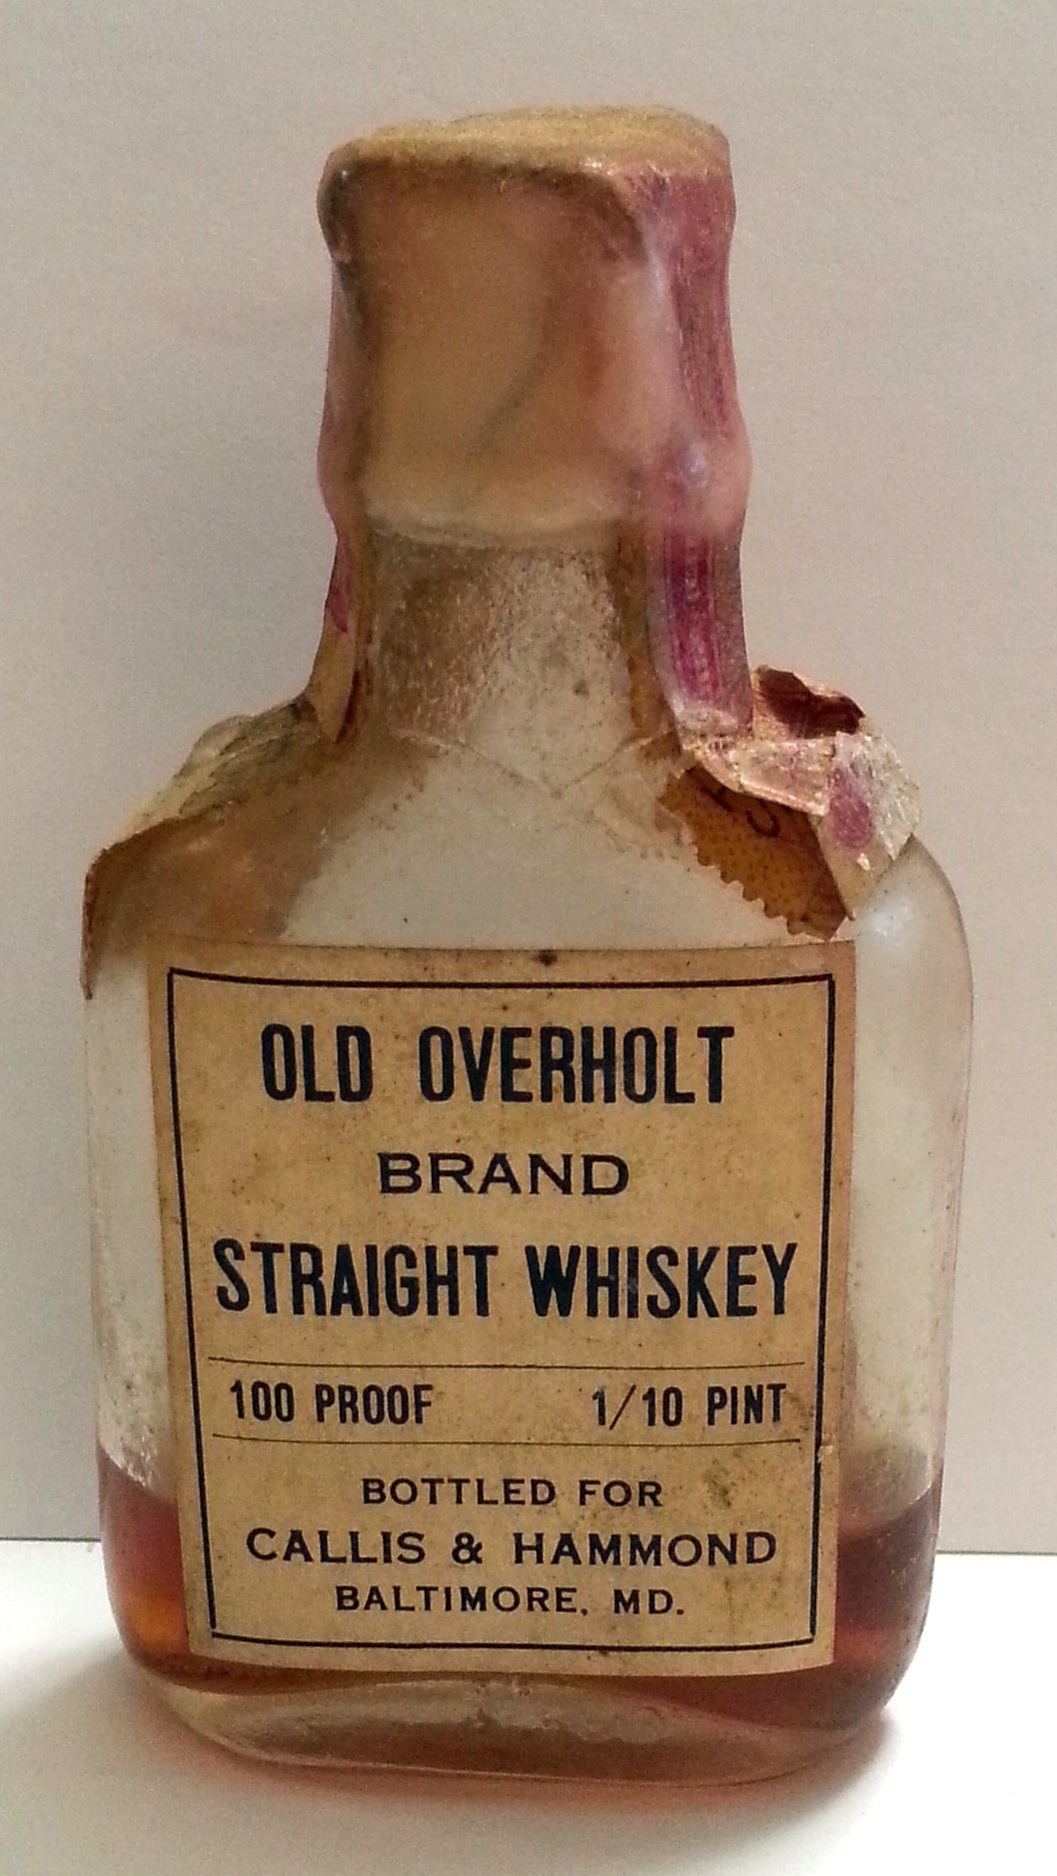 OLD OVERHOLT
BRAND
STRAIGHT WHISKEY
100 PROOF 1/10 PINT
BOTTLED FOR
CALLIS & HAMMOND
BALTIMORE, MD.